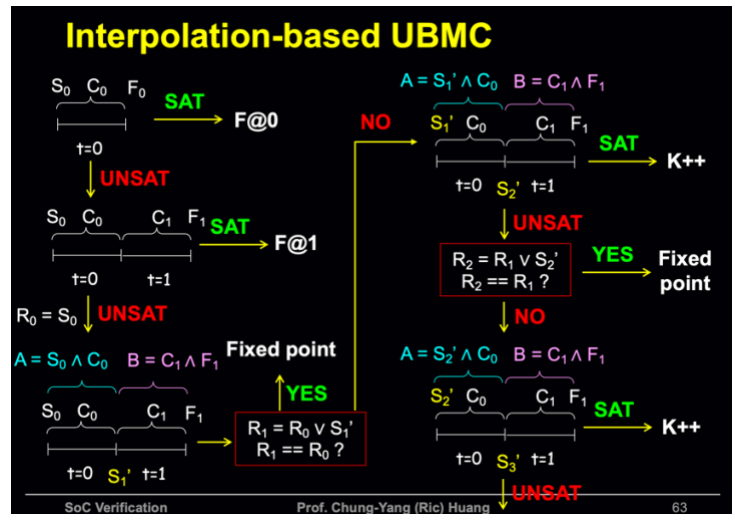 Interpolation-based UBMC
S₀ C₀ F₀
SAT
F@0
t=0
UNSAT
S₀ C₀ C₁ F₁
SAT
F@1
t=0 t=1
R₀ = S₀
UNSAT
A = S₀ ∧ C₀ B = C₁ ∧ F₁
S₀ C₀ C₁ F₁
t=0 S₁' t=1
Fixed point
YES
R₁ = R₀ ∨ S₁'
R₁ == R₀ ?
NO
A = S₁' ∧ C₀ B = C₁ ∧ F₁
S₁' C₀ C₁ F₁
SAT
K++
t=0 S₂' t=1
UNSAT
R₂ = R₁ ∨ S₂'
R₂ == R₁ ?
YES
Fixed
point
NO
A = S₂' ∧ C₀ B = C₁ ∧ F₁
S₂' C₀ C₁ F₁
SAT
K++
t=0 S₃' t=1
UNSAT
SoC Verification Prof. Chung-Yang (Ric) Huang 63